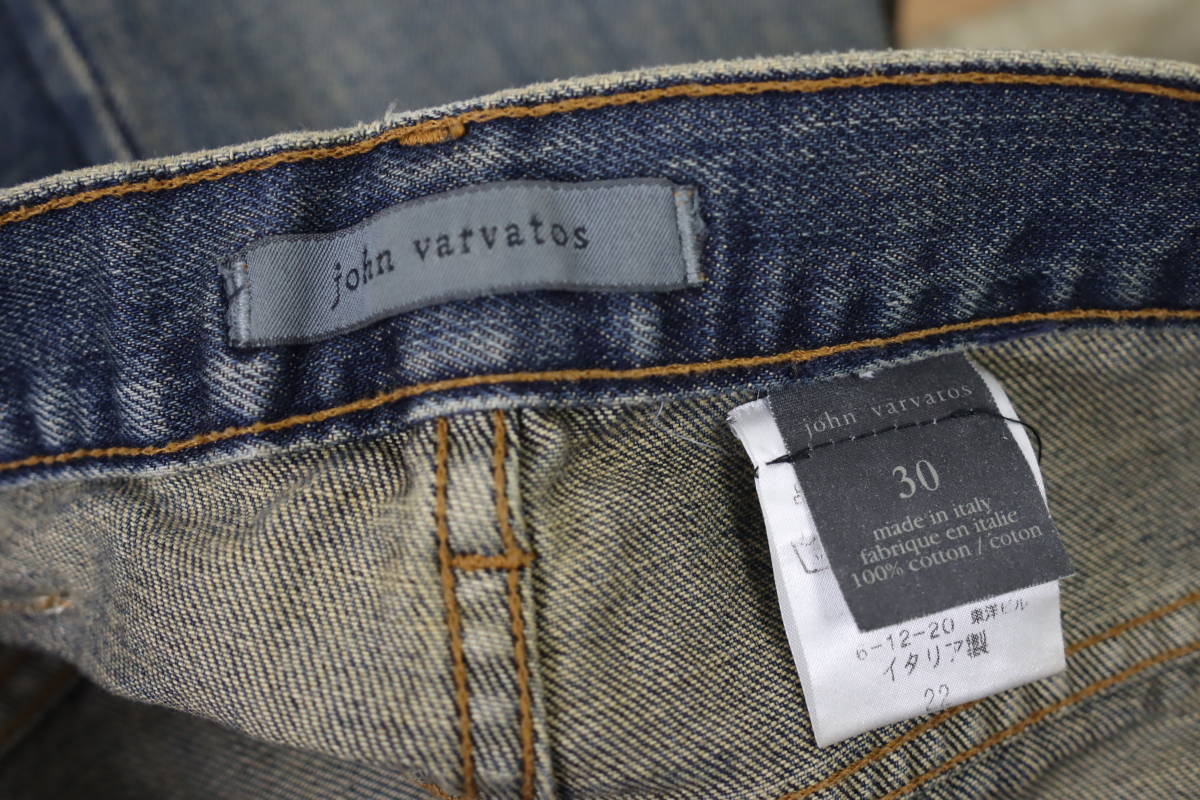 john varvatos
john varvatos
30
made in italy
fabrique en italie
100% cotton / coton
6-12-20 東洋ビル
イタリア製
22